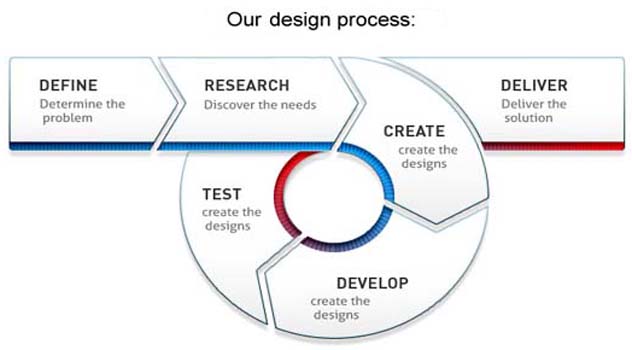 Our design process:
DEFINE
Determine the
problem
RESEARCH
Discover the needs
CREATE
create the
designs
DELIVER
Deliver the
solution
TEST
create the
designs
DEVELOP
create the
designs